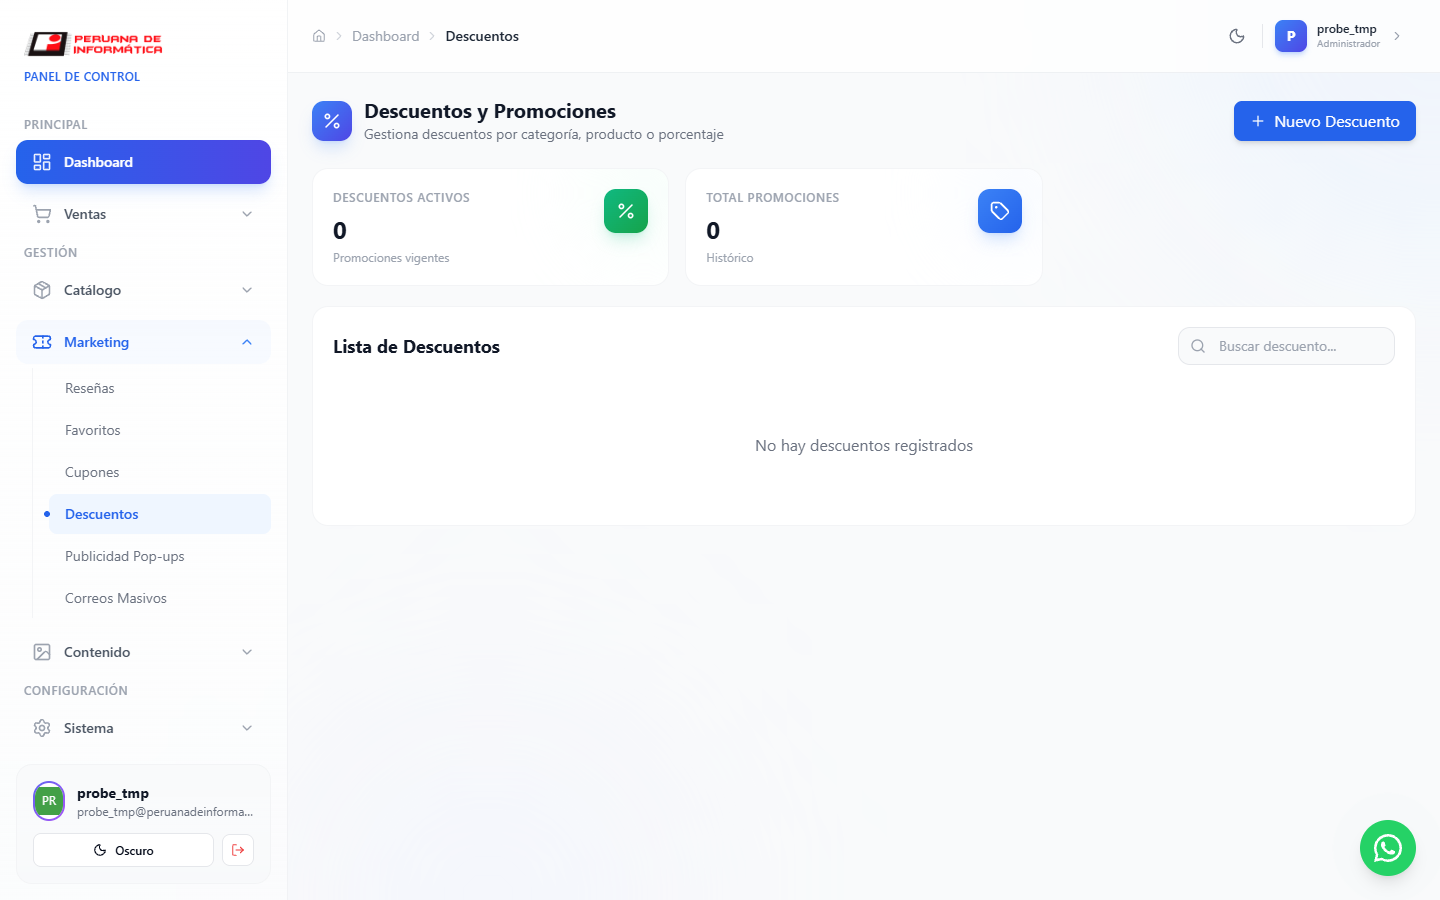 PERUANA DE
INFORMÁTICA
PANEL DE CONTROL
PRINCIPAL
Dashboard
Ventas
GESTIÓN
Catálogo
Marketing
Reseñas
Favoritos
Cupones
Descuentos
Publicidad Pop-ups
Correos Masivos
Contenido
CONFIGURACIÓN
Sistema
PR
probe_tmp
probe_tmp@peruanadeinforma...
Oscuro
Dashboard
Descuentos
P
probe_tmp
Administrador
Descuentos y Promociones
Gestiona descuentos por categoría, producto o porcentaje
Nuevo Descuento
DESCUENTOS ACTIVOS
0
Promociones vigentes
TOTAL PROMOCIONES
0
Histórico
Lista de Descuentos
Buscar descuento...
No hay descuentos registrados